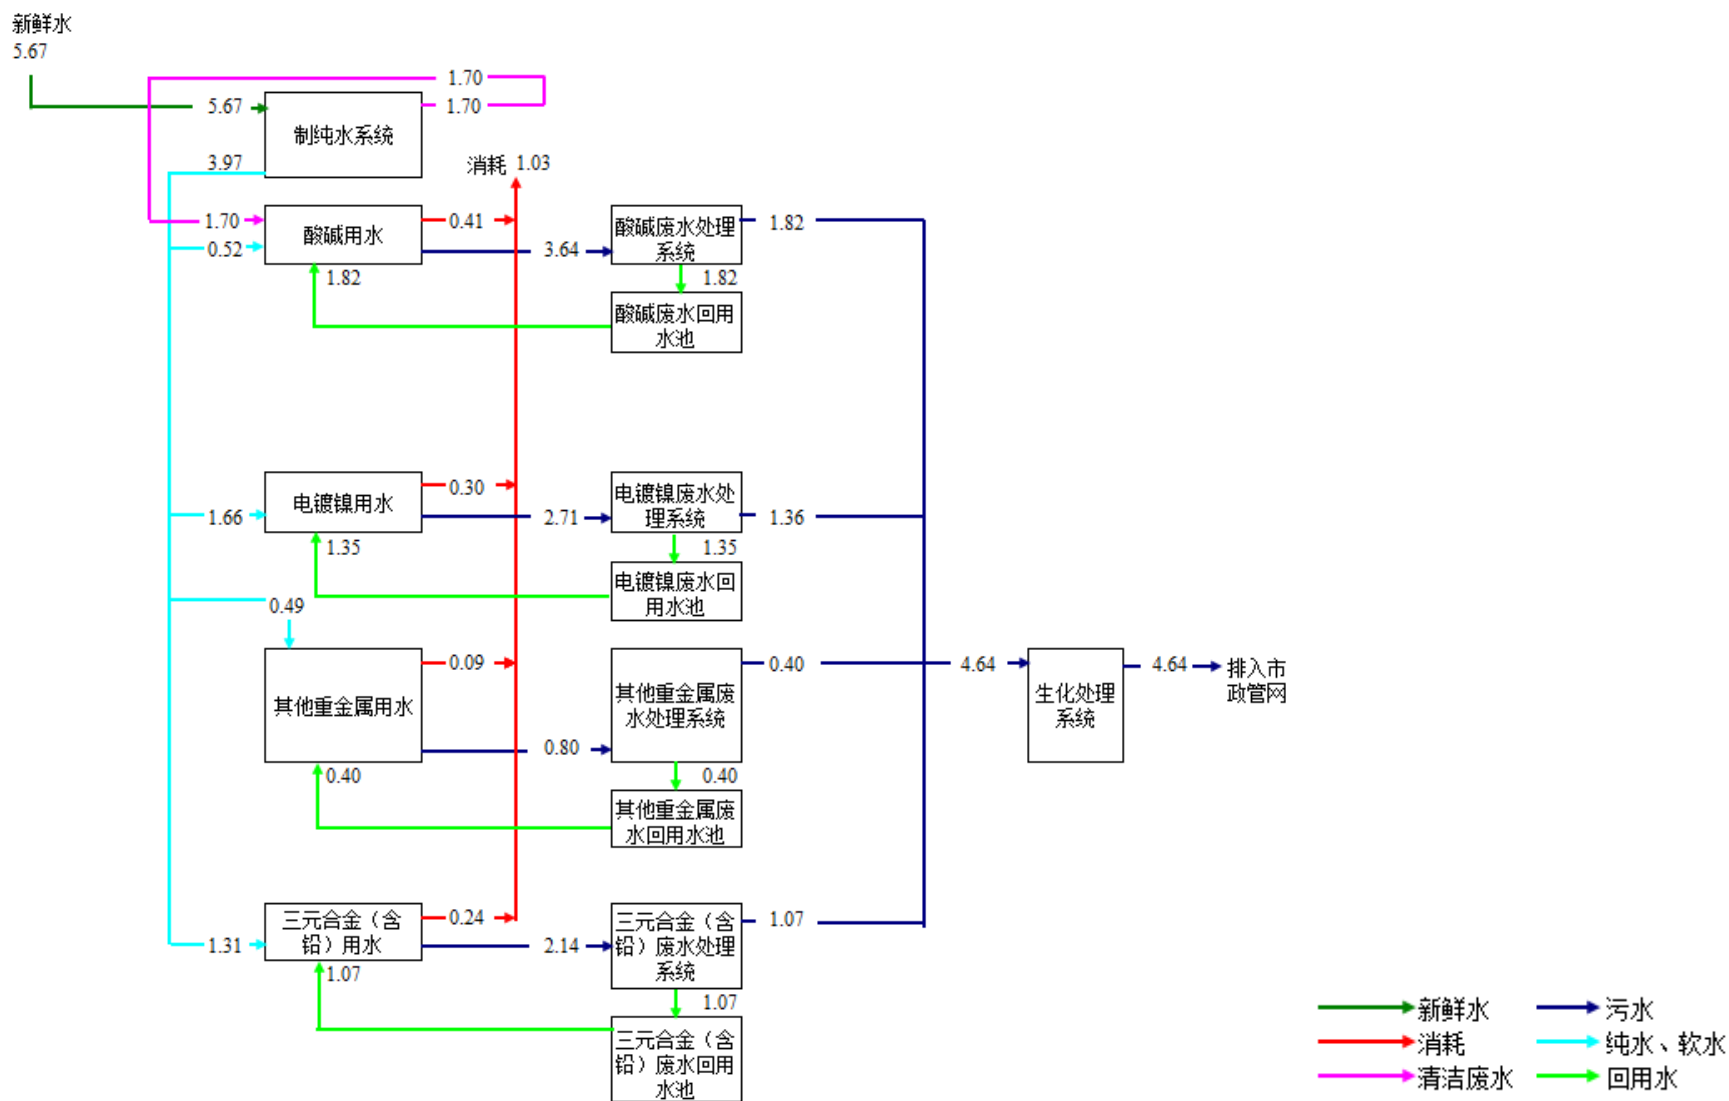 新鲜水
5.67
1.70
5.67
1.70
制纯水系统
3.97
消耗 1.03
1.70
0.52
酸碱用水
0.41
3.64
酸碱废水处理
系统
1.82
1.82
1.82
酸碱废水回用
水池
1.66
电镀镍用水
0.30
2.71
电镀镍废水处
理系统
1.36
1.35
1.35
电镀镍废水回
用水池
0.49
其他重金属用水
0.09
0.80
其他重金属废
水处理系统
0.40
4.64
生化处理
系统
4.64
排入市
政管网
0.40
0.40
其他重金属废
水回用水池
1.31
三元合金（含
铅）用水
0.24
2.14
三元合金（含
铅）废水处理
系统
1.07
1.07
1.07
三元合金（含
铅）废水回用
水池
新鲜水
污水
消耗
纯水、软水
清洁废水
回用水